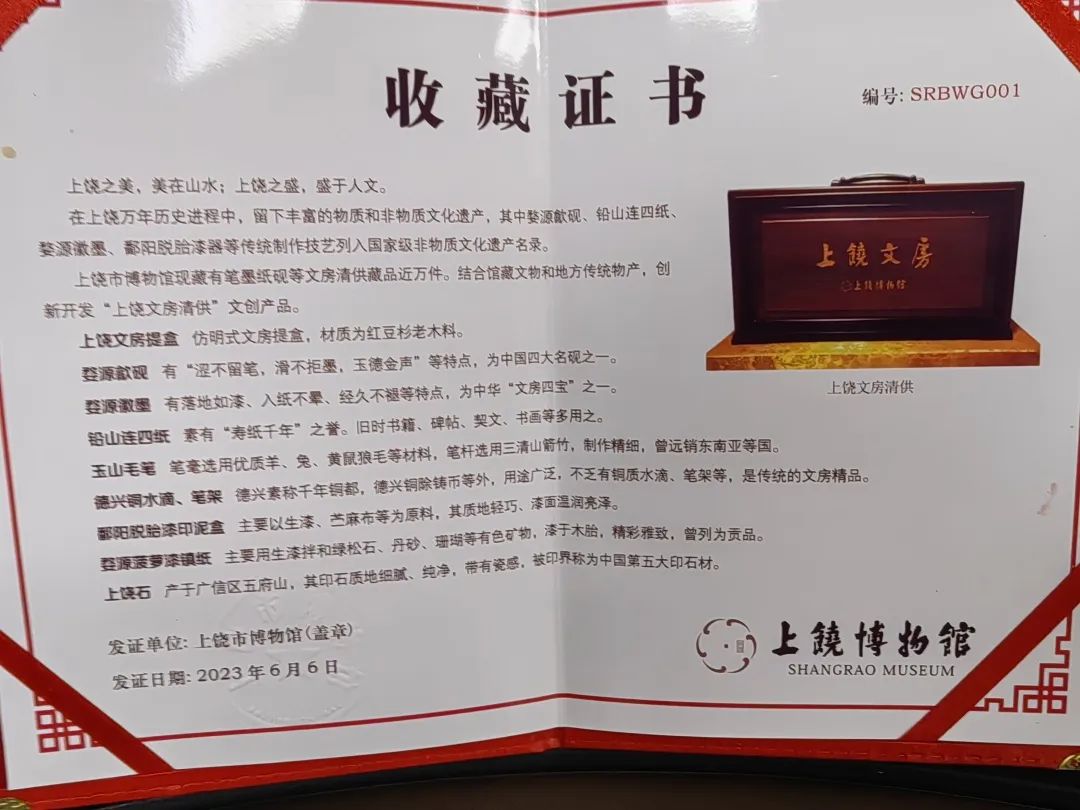 收藏证书
编号: SRBWG001
上饶之美，美在山水；上饶之盛，盛于人文。
在上饶万年历史进程中，留下丰富的物质和非物质文化遗产，其中婺源歙砚、铅山连四纸、
婺源徽墨、鄱阳脱胎漆器等传统制作技艺列入国家级非物质文化遗产名录。
上饶市博物馆现藏有笔墨纸砚等文房清供藏品近万件。结合馆藏文物和地方传统物产，创
新开发“上饶文房清供”文创产品。
上饶文房提盒 仿明式文房提盒，材质为红豆杉老木料。
婺源歙砚 有“涩不留笔，滑不拒墨，玉德金声”等特点，为中国四大名砚之一。
婺源徽墨 有落地如漆、入纸不晕、经久不褪等特点，为中华“文房四宝”之一。
铅山连四纸 素有“寿纸千年”之誉。旧时书籍、碑帖、契文、书画等多用之。
玉山毛笔 笔毫选用优质羊、兔、黄鼠狼毛等材料，笔杆选用三清山箭竹，制作精细，曾远销东南亚等国。
德兴铜水滴、笔架 德兴素称千年铜都，德兴铜除铸币等外，用途广泛，不乏有铜质水滴、笔架等，是传统的文房精品。
鄱阳脱胎漆印泥盒 主要以生漆、苎麻布等为原料，其质地轻巧、漆面温润亮泽。
婺源菠萝漆镇纸 主要用生漆拌和绿松石、丹砂、珊瑚等有色矿物，漆于木胎，精彩雅致，曾列为贡品。
上饶石 产于广信区五府山，其印石质地细腻、纯净，带有瓷感，被印界称为中国第五大印石材。
发证单位: 上饶市博物馆(盖章)
发证日期: 2023年6月6日
上饒文房
上饒博物館
上饶文房清供
上饒博物館
SHANGRAO MUSEUM